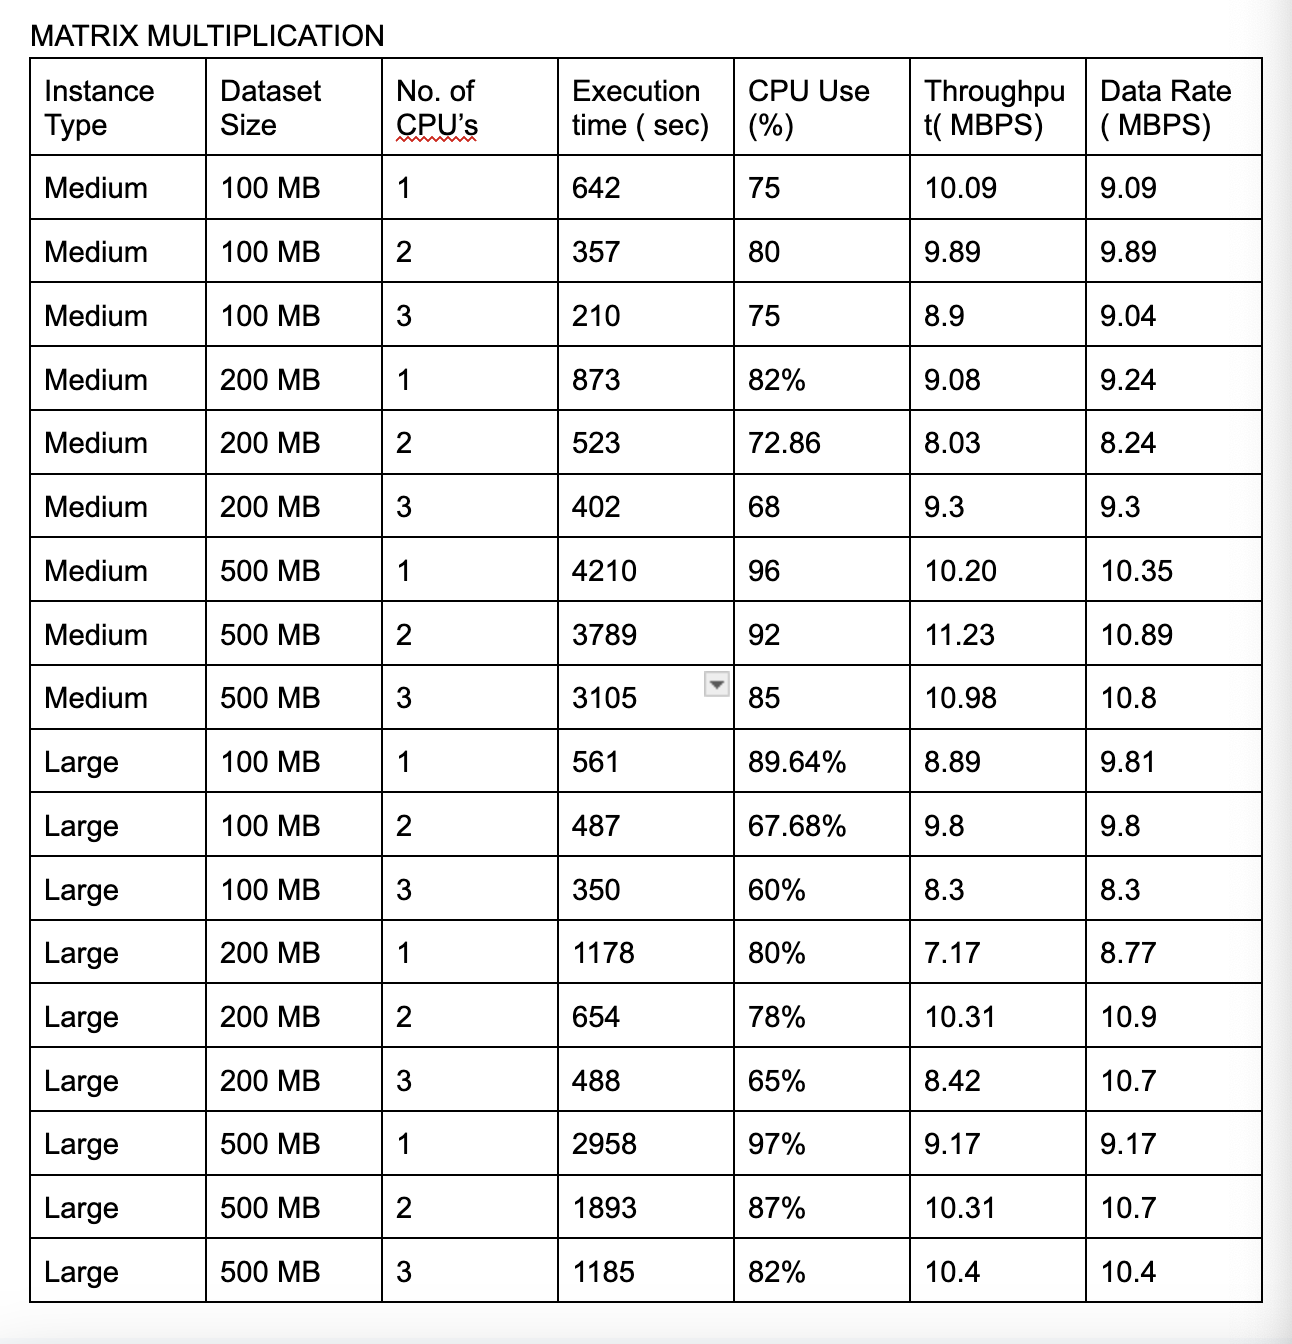 MATRIX MULTIPLICATION
Instance Type Dataset Size No. of CPU's Execution time ( sec) CPU Use (%) Throughpu t( MBPS) Data Rate ( MBPS)
Medium 100 MB 1 642 75 10.09 9.09
Medium 100 MB 2 357 80 9.89 9.89
Medium 100 MB 3 210 75 8.9 9.04
Medium 200 MB 1 873 82% 9.08 9.24
Medium 200 MB 2 523 72.86 8.03 8.24
Medium 200 MB 3 402 68 9.3 9.3
Medium 500 MB 1 4210 96 10.20 10.35
Medium 500 MB 2 3789 92 11.23 10.89
Medium 500 MB 3 3105 85 10.98 10.8
Large 100 MB 1 561 89.64% 8.89 9.81
Large 100 MB 2 487 67.68% 9.8 9.8
Large 100 MB 3 350 60% 8.3 8.3
Large 200 MB 1 1178 80% 7.17 8.77
Large 200 MB 2 654 78% 10.31 10.9
Large 200 MB 3 488 65% 8.42 10.7
Large 500 MB 1 2958 97% 9.17 9.17
Large 500 MB 2 1893 87% 10.31 10.7
Large 500 MB 3 1185 82% 10.4 10.4